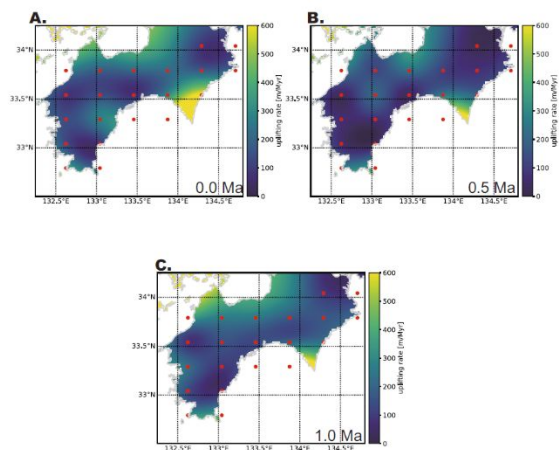 A.
34°N
33.5°N
33°N
132.5°E 133°E 133.5°E 134°E 134.5°E
0.0 Ma
600
500
400
300
200
100
0
uplifting rate [m/Myr]
B.
34°N
33.5°N
33°N
132.5°E 133°E 133.5°E 134°E 134.5°E
0.5 Ma
600
500
400
300
200
100
0
uplifting rate [m/Myr]
C.
34°N
33.5°N
33°N
132.5°E 133°E 133.5°E 134°E 134.5°E
1.0 Ma
600
500
400
300
200
100
0
uplifting rate [m/Myr]